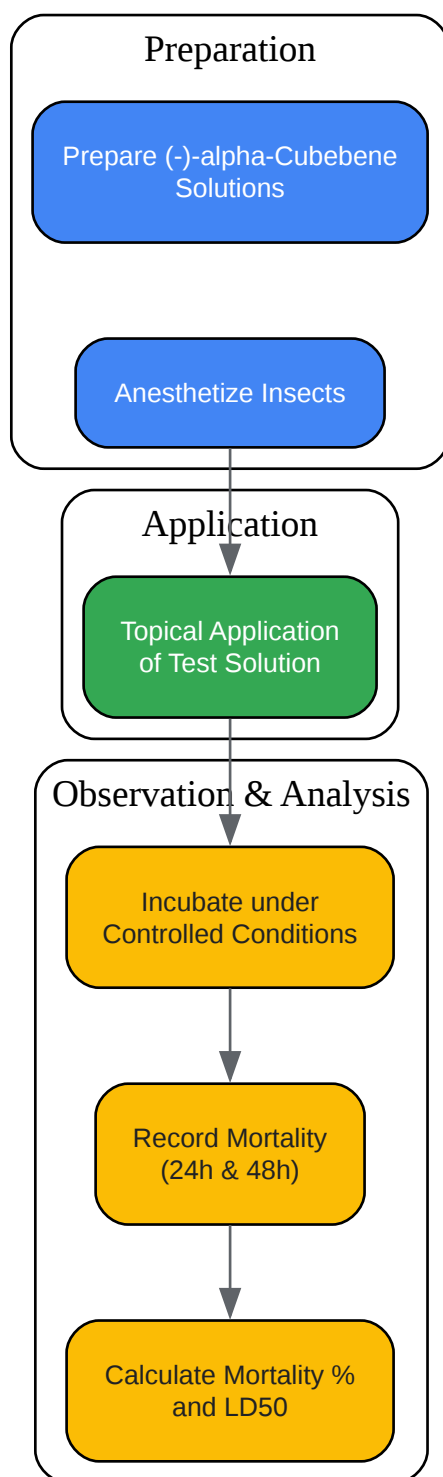 Preparation
Prepare (-)-alpha-Cubebene
Solutions
Anesthetize Insects
Application
Topical Application
of Test Solution
Observation & Analysis
Incubate under
Controlled Conditions
Record Mortality
(24h & 48h)
Calculate Mortality %
and LD50